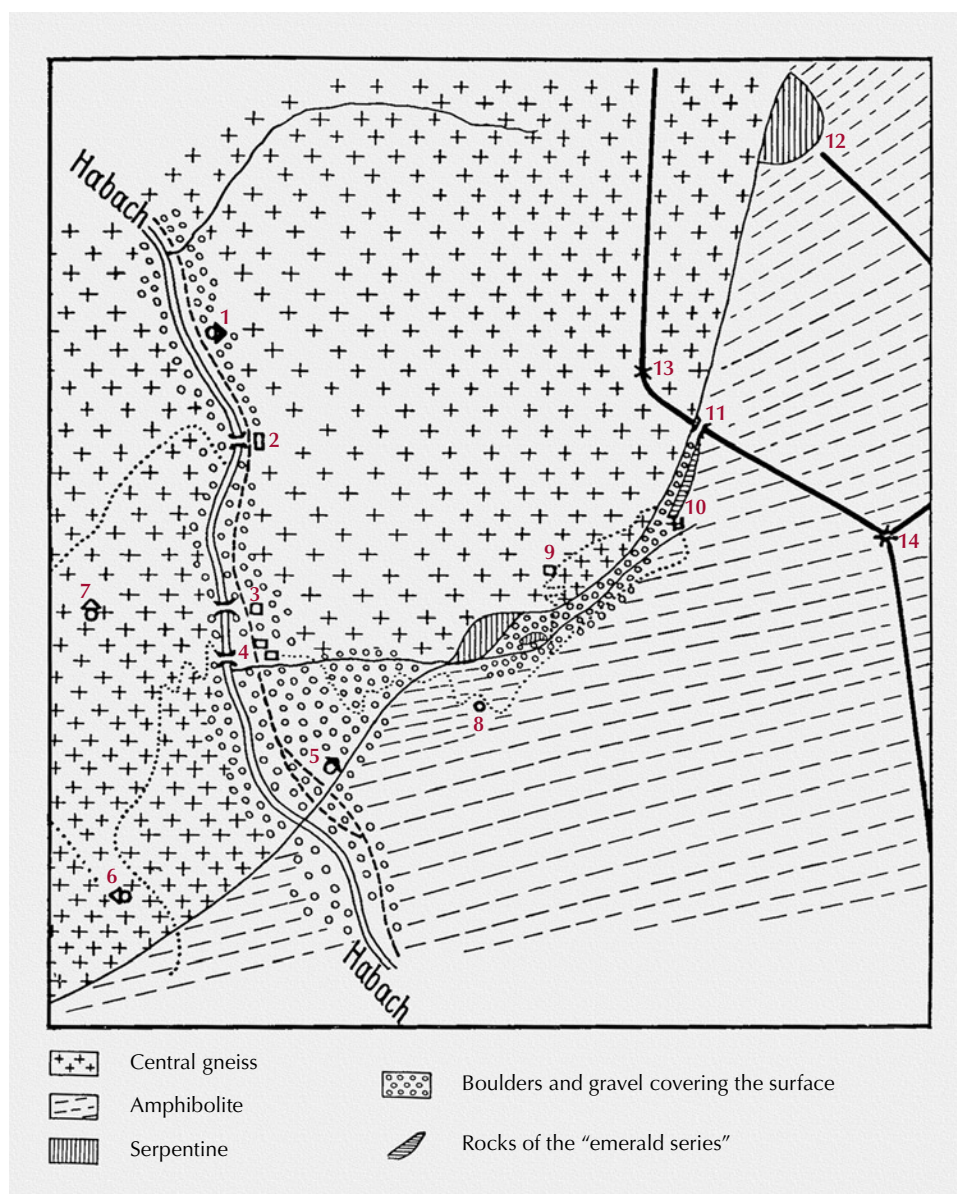 Habach
12
1
13
11
2
10
14
9
7
3
4
8
5
6
Habach
Central gneiss
Amphibolite
Serpentine
Boulders and gravel covering the surface
Rocks of the “emerald series”